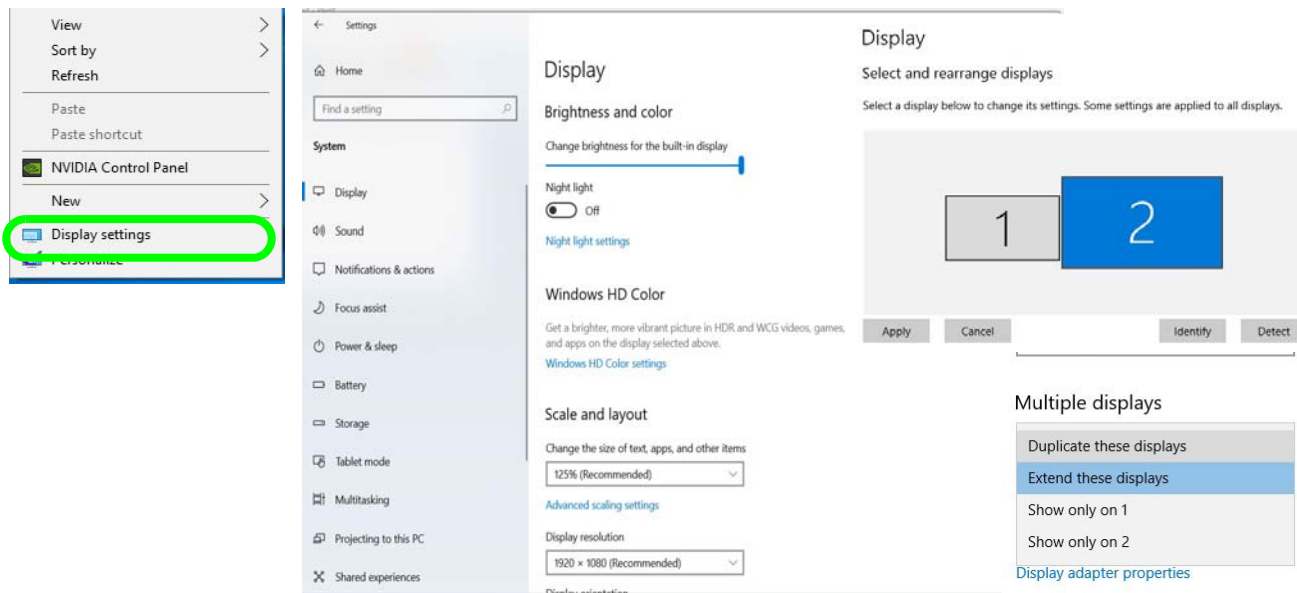 View
Sort by
Refresh
Paste
Paste shortcut
NVIDIA Control Panel
New
Display settings
Personalize
Settings
Home
Find a setting
System
Display
Sound
Notifications & actions
Focus assist
Power & sleep
Battery
Storage
Tablet mode
Multitasking
Projecting to this PC
Shared experiences
Display
Brightness and color
Change brightness for the built-in display
Night light
Off
Night light settings
Windows HD Color
Get a brighter, more vibrant picture in HDR and WCG videos, games,
and apps on the display selected above.
Windows HD Color settings
Scale and layout
Change the size of text, apps, and other items
125% (Recommended)
Advanced scaling settings
Display resolution
1920 × 1080 (Recommended)
Display orientation
Display
Select and rearrange displays
Select a display below to change its settings. Some settings are applied to all displays.
1
2
Apply Cancel Identify Detect
Multiple displays
Duplicate these displays
Extend these displays
Show only on 1
Show only on 2
Display adapter properties